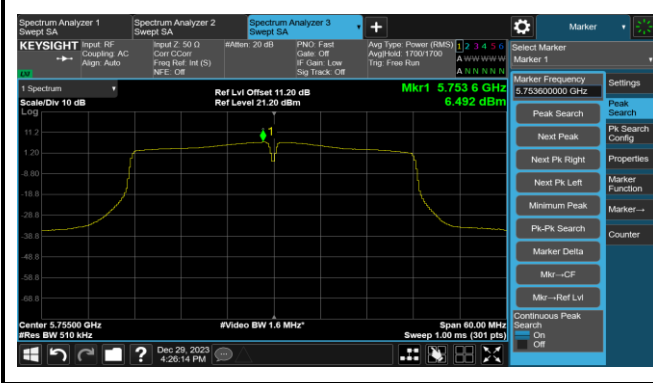 Spectrum Analyzer 1
Swept SA
Spectrum Analyzer 2
Swept SA
Spectrum Analyzer 3
Swept SA
+
Marker
KEYSIGHT
Input: RF
Coupling: AC
Align: Auto
Input Z: 50 Ω
Corr CCorr
Freq Ref: Int (S)
NFE: Off
#Atten: 20 dB
PNO: Fast
Gate: Off
IF Gain: Low
Sig Track: Off
Avg Type: Power (RMS)
Avg|Hold: 1700/1700
Trig: Free Run
1 2 3 4 5 6
A W W W W W
A N N N N N
Select Marker
Marker 1
1 Spectrum
Scale/Div 10 dB
Log
Ref Lvl Offset 11.20 dB
Ref Level 21.20 dBm
Mkr1 5.753 6 GHz
6.492 dBm
11.2
1.20
-8.80
-18.8
-28.8
-38.8
-48.8
-58.8
-68.8
1
Center 5.75500 GHz
#Res BW 510 kHz
#Video BW 1.6 MHz*
Span 60.00 MHz
Sweep 1.00 ms (301 pts)
Marker Frequency
5.753600000 GHz
Peak Search
Next Peak
Next Pk Right
Next Pk Left
Minimum Peak
Pk-Pk Search
Marker Delta
Mkr→CF
Mkr→Ref Lvl
Continuous Peak
Search
On
Off
Settings
Peak
Search
Pk Search
Config
Properties
Marker
Function
Marker→
Counter
?
Dec 29, 2023
4:26:14 PM